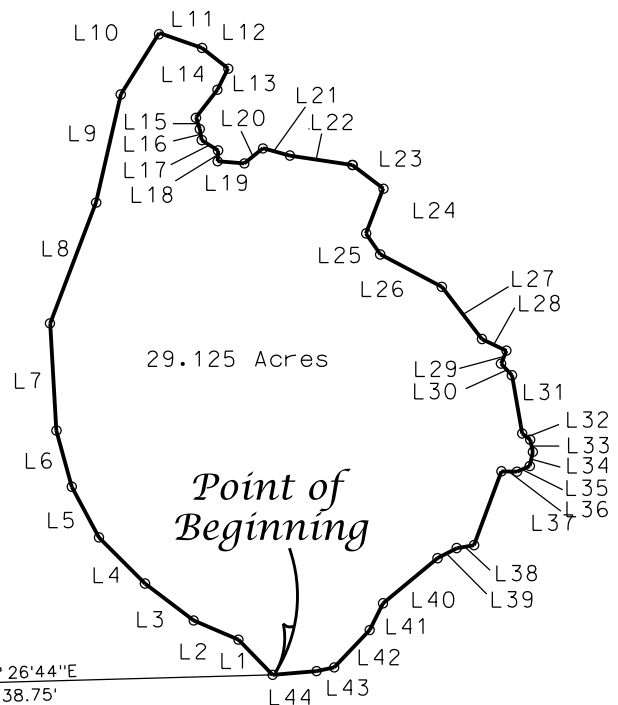 L11
L10
L12
L14
L13
L21
L9
L15
L20
L22
L16
L23
L17
L19
L18
L24
L8
L25
L27
L26
L28
29.125 Acres
L29
L7
L30
L31
L32
L33
L6
L34
Point of
L35
L36
Beginning
L37
L5
L38
L4
L39
L40
L3
L41
L2
L1
L42
° 26'44"E
L43
38.75'
L44